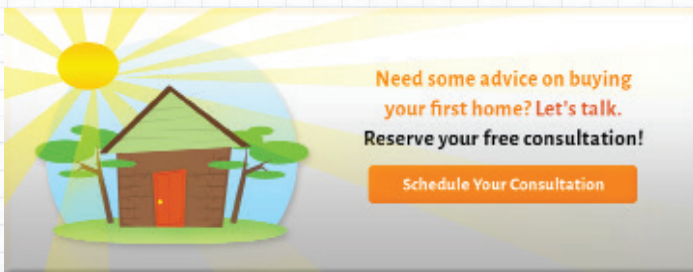 Need some advice on buying
your first home? Let's talk.
Reserve your free consultation!
Schedule Your Consultation